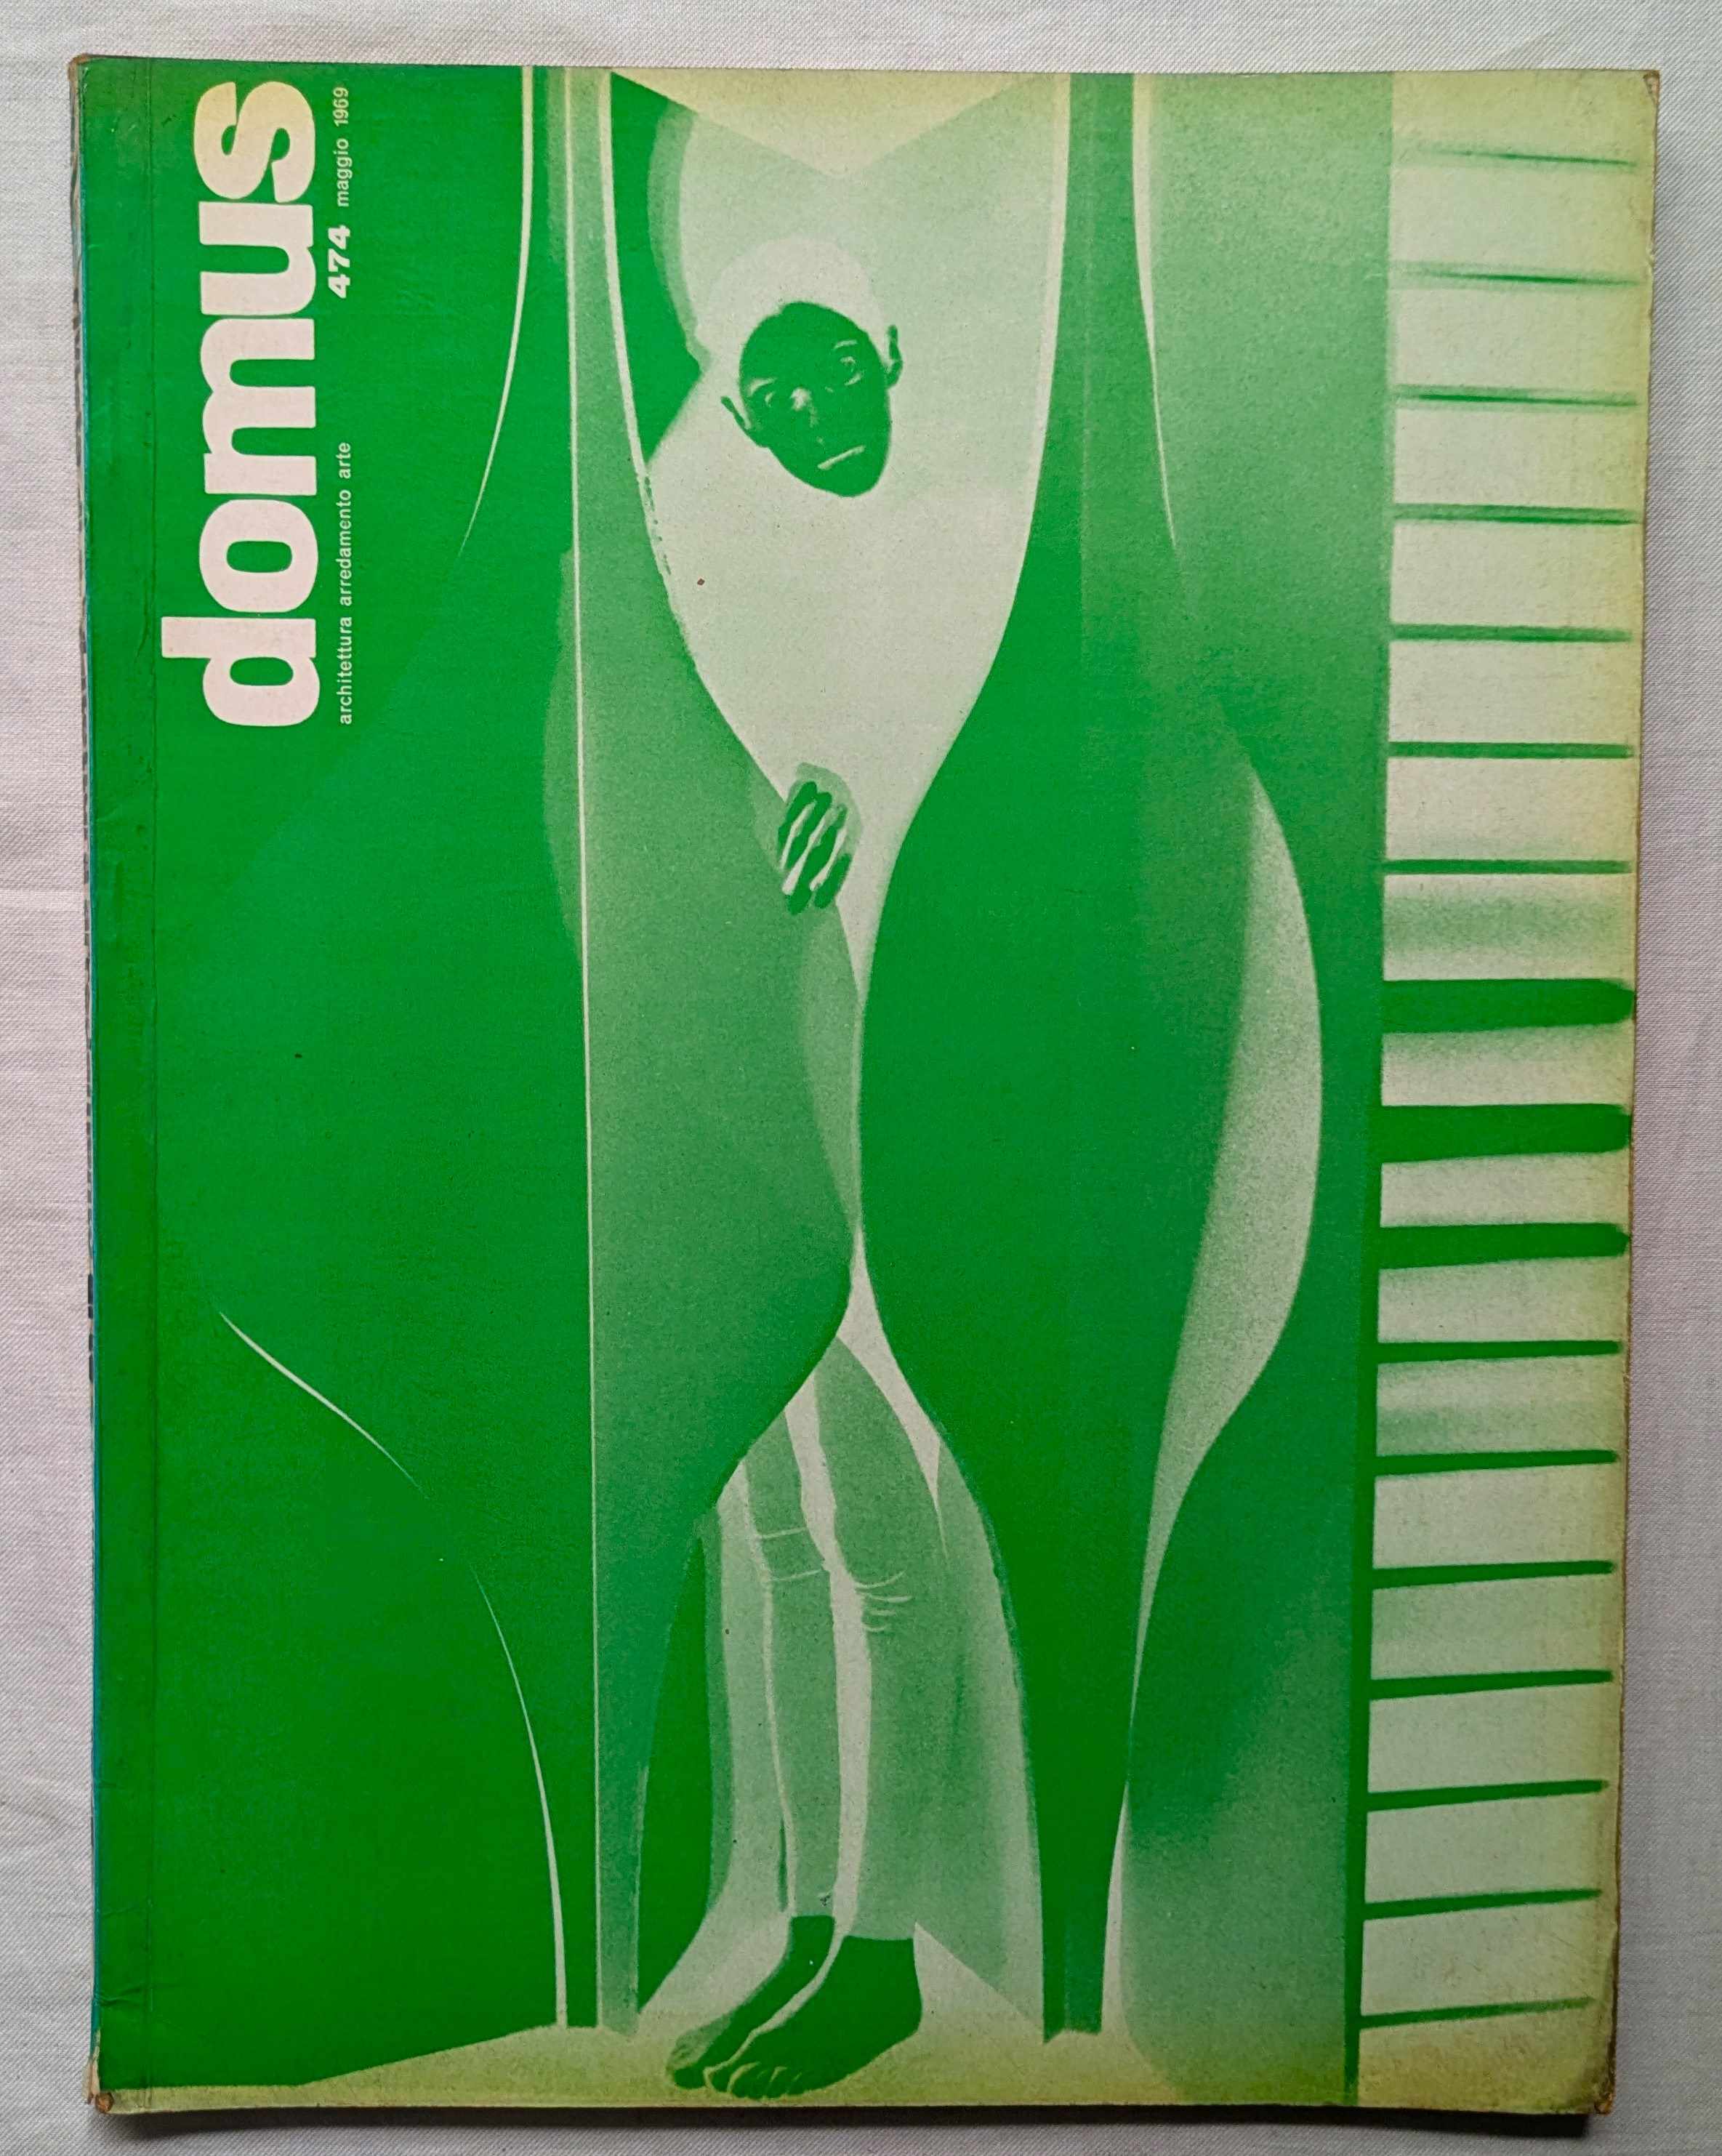 domus
architettura arredamento arte 474 maggio 1969